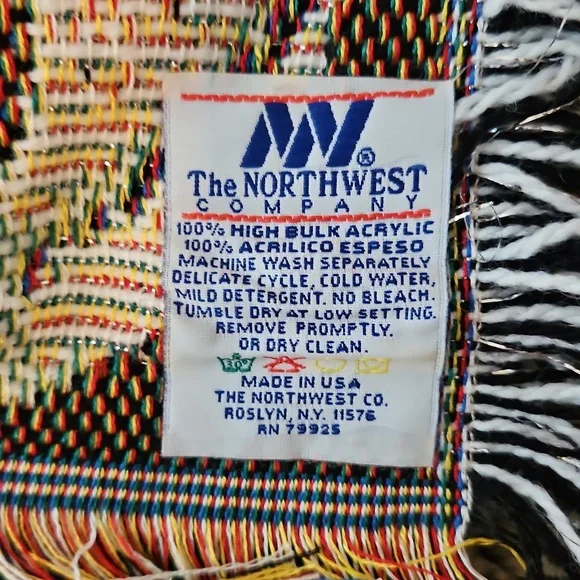 NW®
The NORTHWEST
COMPANY
100% HIGH BULK ACRYLIC
100% ACRILICO ESPESO
MACHINE WASH SEPARATELY
DELICATE CYCLE, COLD WATER,
MILD DETERGENT. NO BLEACH.
TUMBLE DRY AT LOW SETTING.
REMOVE PROMPTLY.
OR DRY CLEAN.
30°
MADE IN USA
THE NORTHWEST CO.
ROSLYN, N.Y. 11576
RN 79925